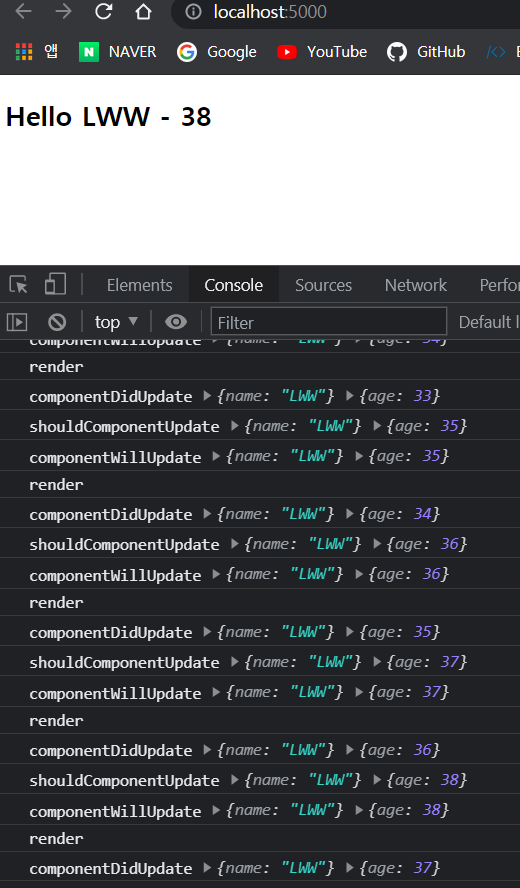 localhost:5000
앱 NAVER Google YouTube GitHub
Hello LWW - 38
Elements Console Sources Network Perfo
top Filter Default l
componentWillUpdate ▶{name: "LWW"} ▶{age: 34}
render
componentDidUpdate ▶{name: "LWW"} ▶{age: 33}
shouldComponentUpdate ▶{name: "LWW"} ▶{age: 35}
componentWillUpdate ▶{name: "LWW"} ▶{age: 35}
render
componentDidUpdate ▶{name: "LWW"} ▶{age: 34}
shouldComponentUpdate ▶{name: "LWW"} ▶{age: 36}
componentWillUpdate ▶{name: "LWW"} ▶{age: 36}
render
componentDidUpdate ▶{name: "LWW"} ▶{age: 35}
shouldComponentUpdate ▶{name: "LWW"} ▶{age: 37}
componentWillUpdate ▶{name: "LWW"} ▶{age: 37}
render
componentDidUpdate ▶{name: "LWW"} ▶{age: 36}
shouldComponentUpdate ▶{name: "LWW"} ▶{age: 38}
componentWillUpdate ▶{name: "LWW"} ▶{age: 38}
render
componentDidUpdate ▶{name: "LWW"} ▶{age: 37}